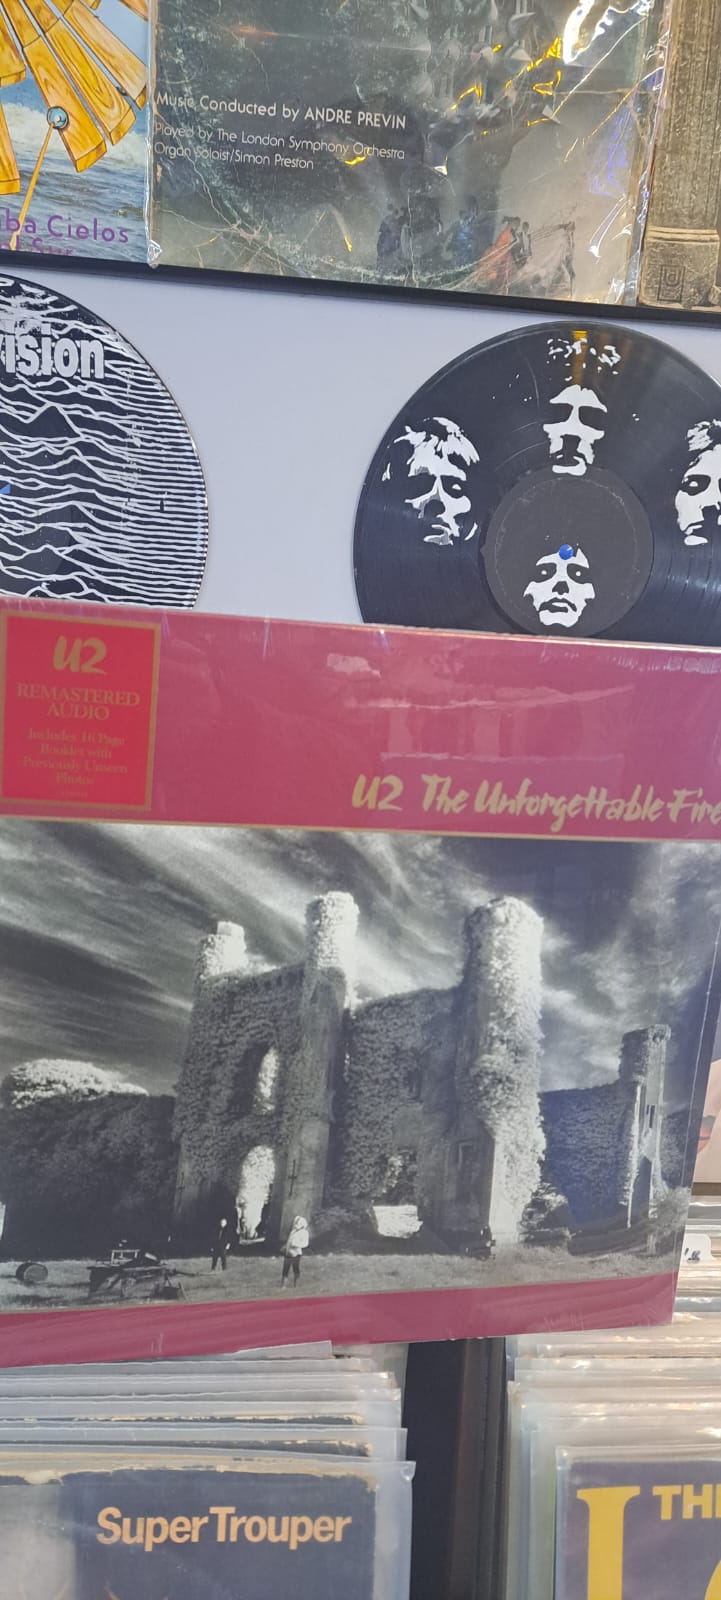 Music Conducted by ANDRE PREVIN
Played by The London Symphony Orchestra
Organ Soloist/Simon Preston
ba Cielos
Sur
vision
U2
REMASTERED
AUDIO
Includes 16 Page
Booklet with
Previously Unseen
Photos
U2 The Unforgettable Fire
Super Trouper
THE